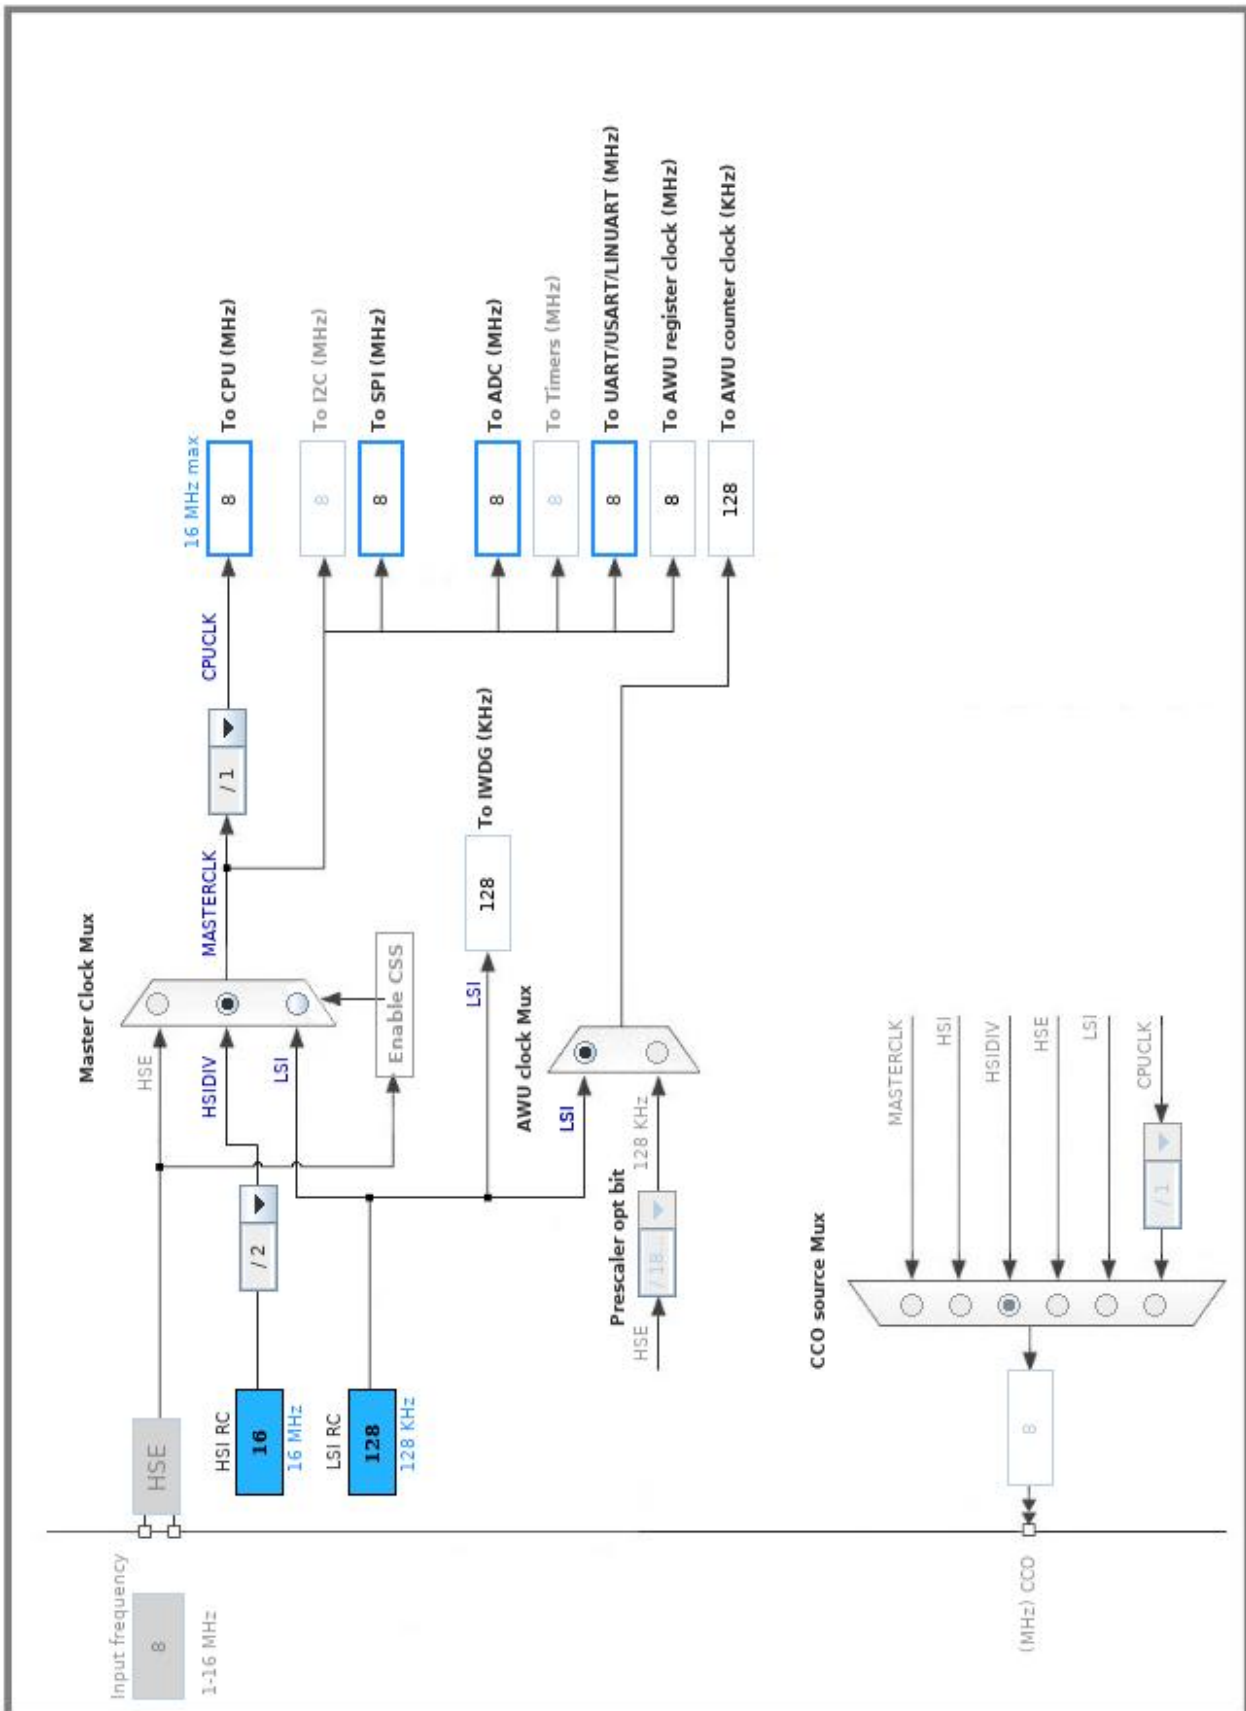 Input frequency
8
1-16 MHz
HSE
HSI RC
16
16 MHz
LSI RC
128
128 KHz
/ 2
HSE
HSIDIV
LSI
Master Clock Mux
Enable CSS
MASTERCLK
/ 1
CPUCLK
16 MHz max
8
To CPU (MHz)
8
To I2C (MHz)
8
To SPI (MHz)
8
To ADC (MHz)
8
To Timers (MHz)
8
To UART/USART/LINUART (MHz)
8
To AWU register clock (MHz)
128
To AWU counter clock (KHz)
LSI
128
To IWDG (KHz)
AWU clock Mux
LSI
Prescaler opt bit
HSE
/ 18...
128 KHz
CCO source Mux
MASTERCLK
HSI
HSIDIV
HSE
LSI
CPUCLK
/ 1
8
(MHz) CCO